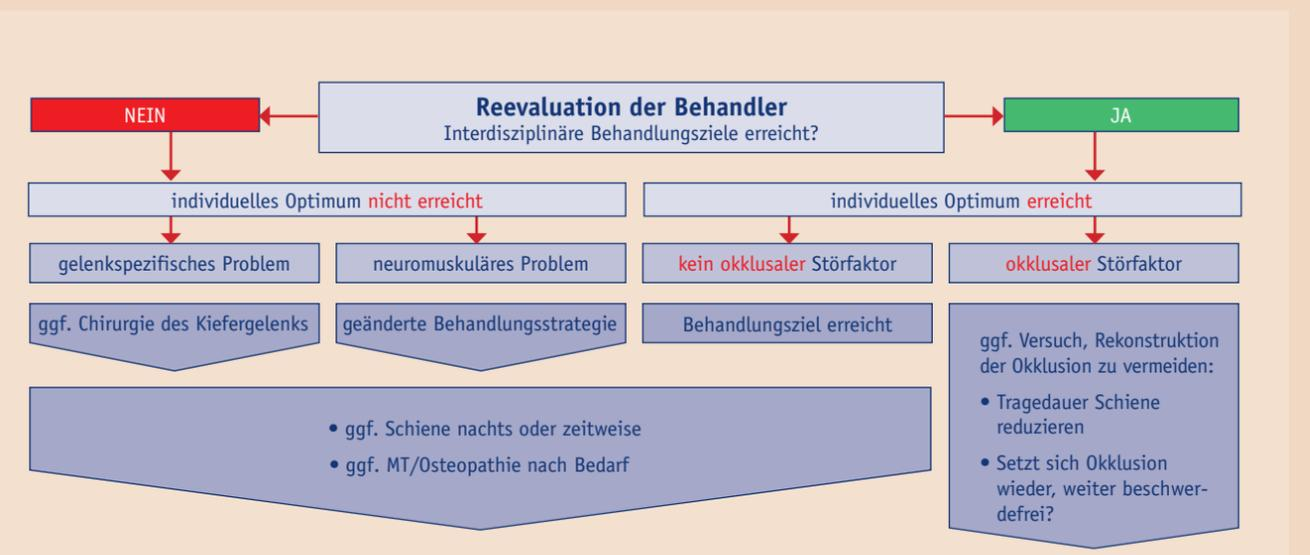 Reevaluation der Behandler
Interdisziplinäre Behandlungsziele erreicht?
NEIN
JA
individuelles Optimum nicht erreicht
individuelles Optimum erreicht
gelenkspezifisches Problem
neuromuskuläres Problem
kein okklusaler Störfaktor
okklusaler Störfaktor
ggf. Chirurgie des Kiefergelenks
geänderte Behandlungsstrategie
Behandlungsziel erreicht
ggf. Versuch, Rekonstruktion
der Okklusion zu vermeiden:
• Tragedauer Schiene
reduzieren
• Setzt sich Okklusion
wieder, weiter beschwer-
defrei?
• ggf. Schiene nachts oder zeitweise
• ggf. MT/Osteopathie nach Bedarf